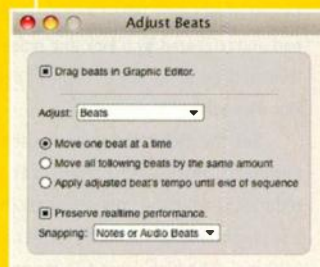 Adjust Beats
Drag beats in Graphic Editor.
Adjust: Beats
Move one beat at a time
Move all following beats by the same amount
Apply adjusted beat's tempo until end of sequence
Preserve realtime performance.
Snapping: Notes or Audio Beats